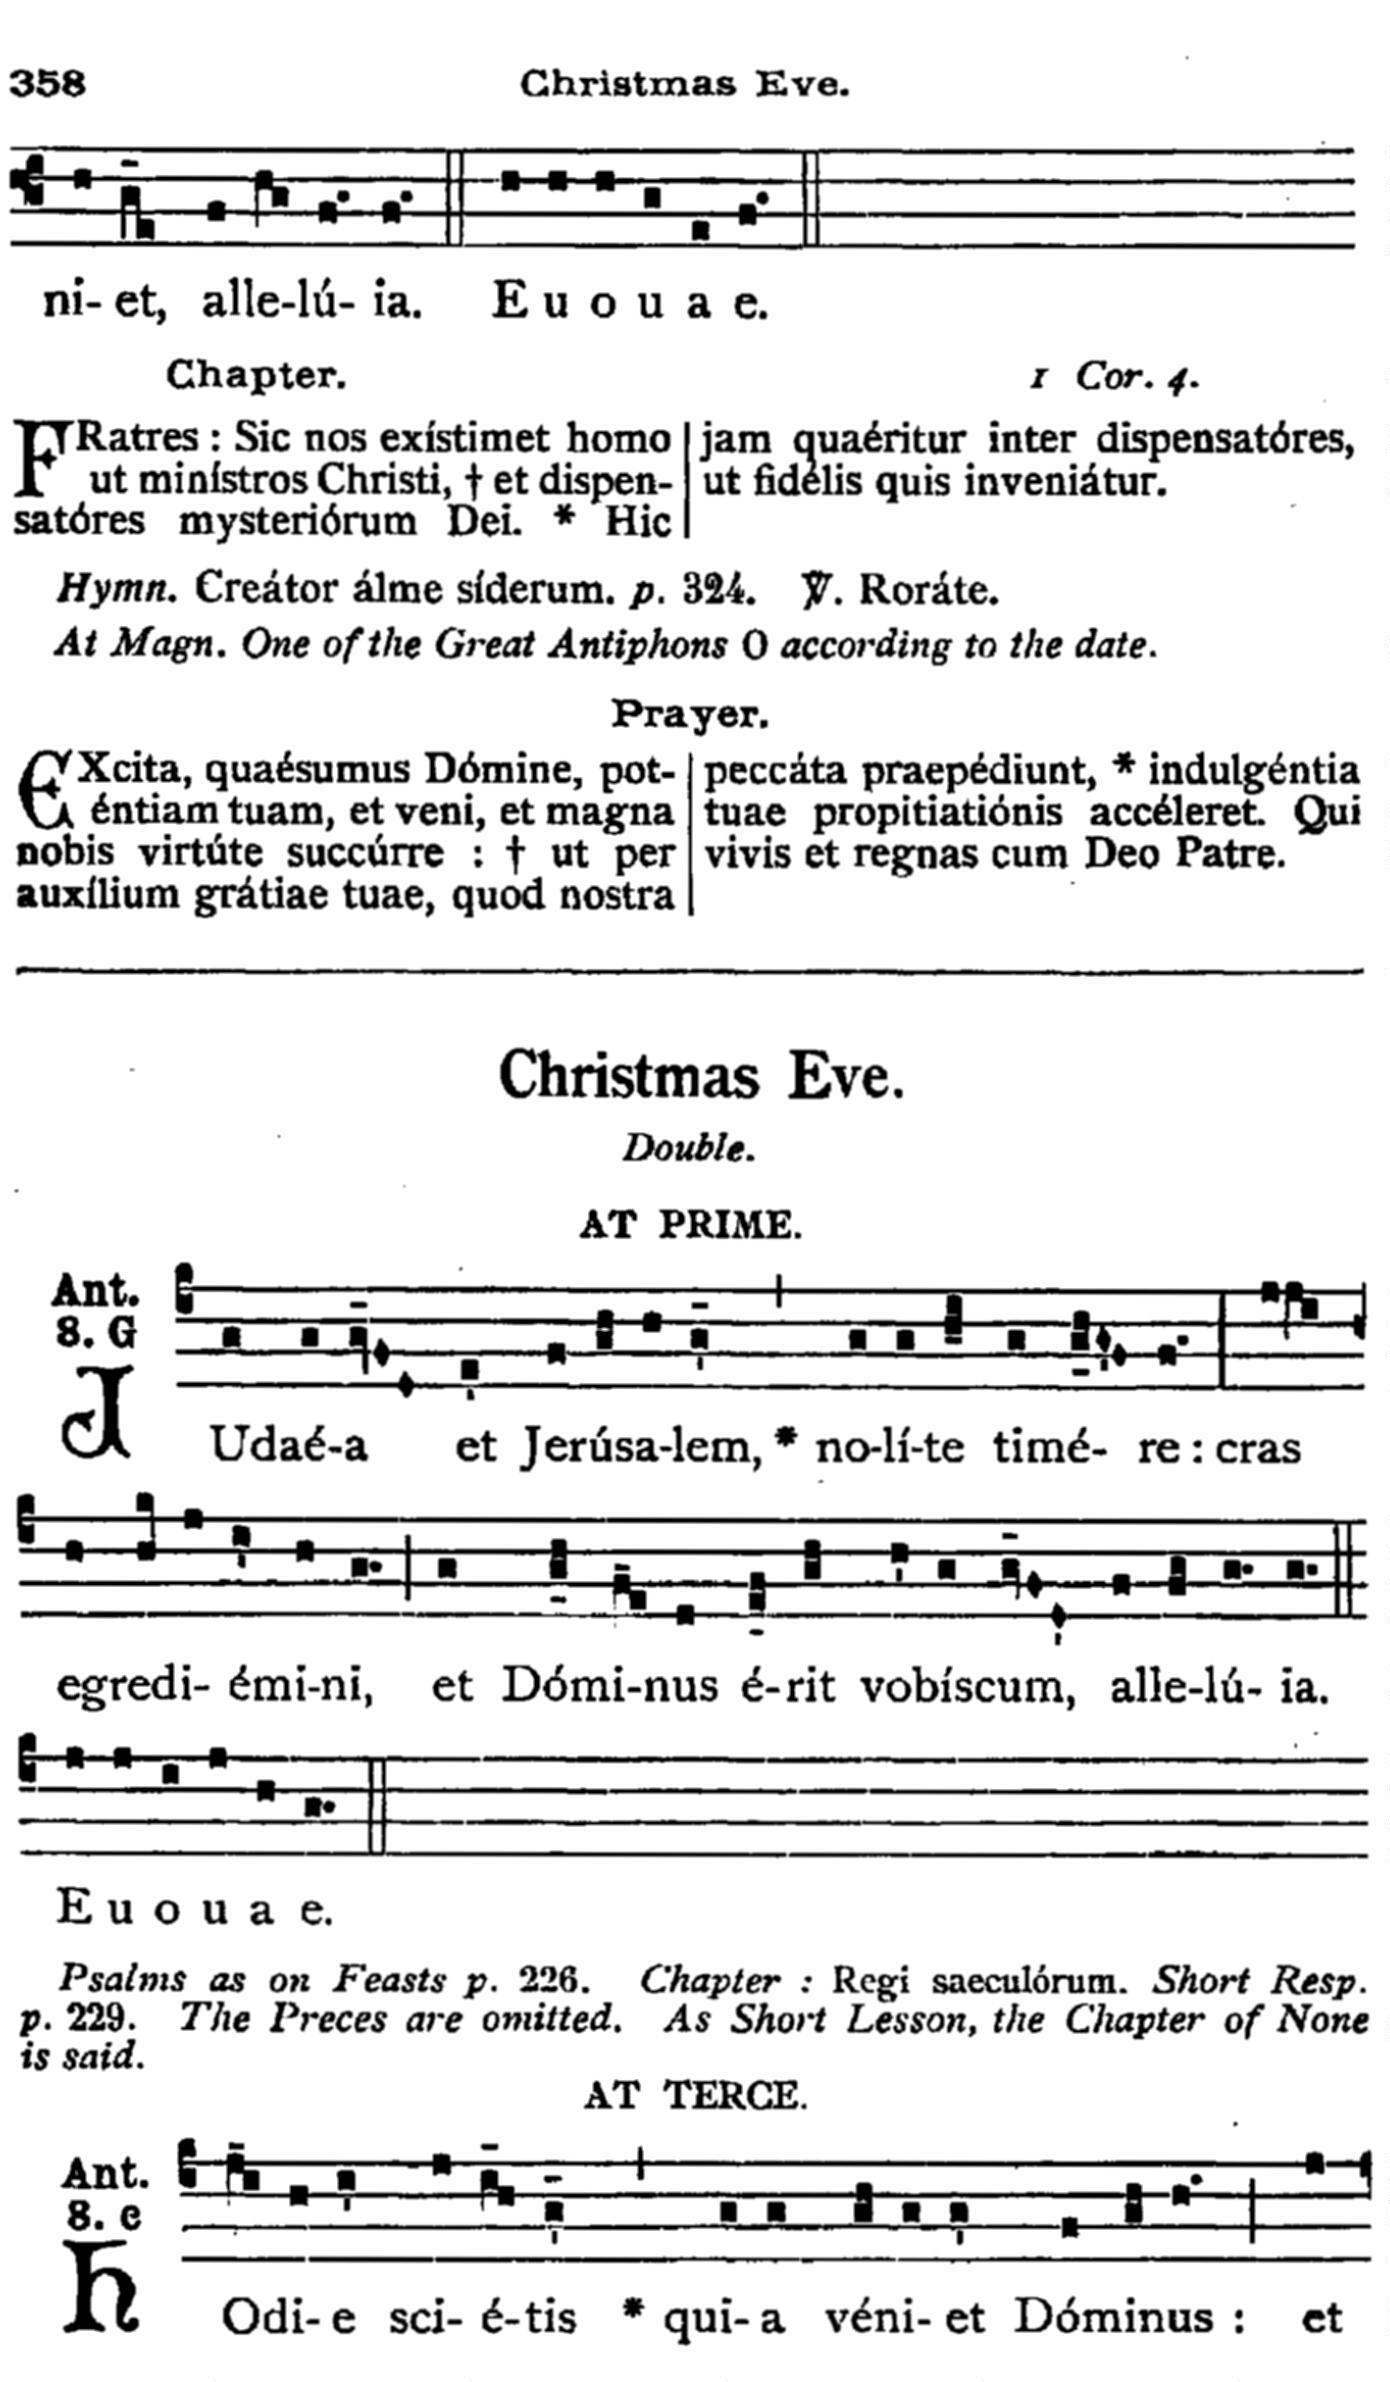 358 Christmas Eve.
ni- et, alle-lú- ia. E u o u a e.
Chapter. 1 Cor. 4.
FRatres : Sic nos exístimet homo
ut minístros Christi, † et dispen-
satóres mysteriórum Dei. * Hic
jam quaéritur inter dispensatóres,
ut fidélis quis inveniátur.
Hymn. Creátor álme síderum. p. 324. ℣. Roráte.
At Magn. One of the Great Antiphons O according to the date.
Prayer.
EXcita, quaésumus Dómine, pot-
éntiam tuam, et veni, et magna
nobis virtúte succúrre : † ut per
auxílium grátiae tuae, quod nostra
peccáta praepédiunt, * indulgéntia
tuae propitiatiónis accéleret. Qui
vivis et regnas cum Deo Patre.
Christmas Eve.
Double.
AT PRIME.
Ant.
8. G
JUdaé-a et Jerúsa-lem, * no-lí-te timé- re : cras
egredi- émi-ni, et Dómi-nus é-rit vobíscum, alle-lú- ia.
E u o u a e.
Psalms as on Feasts p. 226. Chapter : Regi saeculórum. Short Resp.
p. 229. The Preces are omitted. As Short Lesson, the Chapter of None
is said.
AT TERCE.
Ant.
8. c
HOdi- e sci- é-tis * qui- a véni- et Dóminus : et